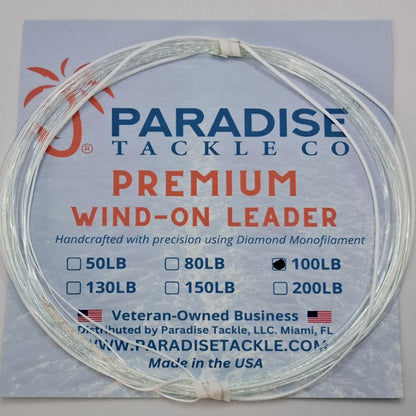 ®
PARADISE
TACKLE CO
PREMIUM
WIND-ON LEADER
Handcrafted with precision using Diamond Monofilament
50LB 80LB 100LB
130LB 150LB 200LB
Veteran-Owned Business
Distributed by Paradise Tackle, LLC. Miami, FL
WWW.PARADISETACKLE.COM
Made in the USA